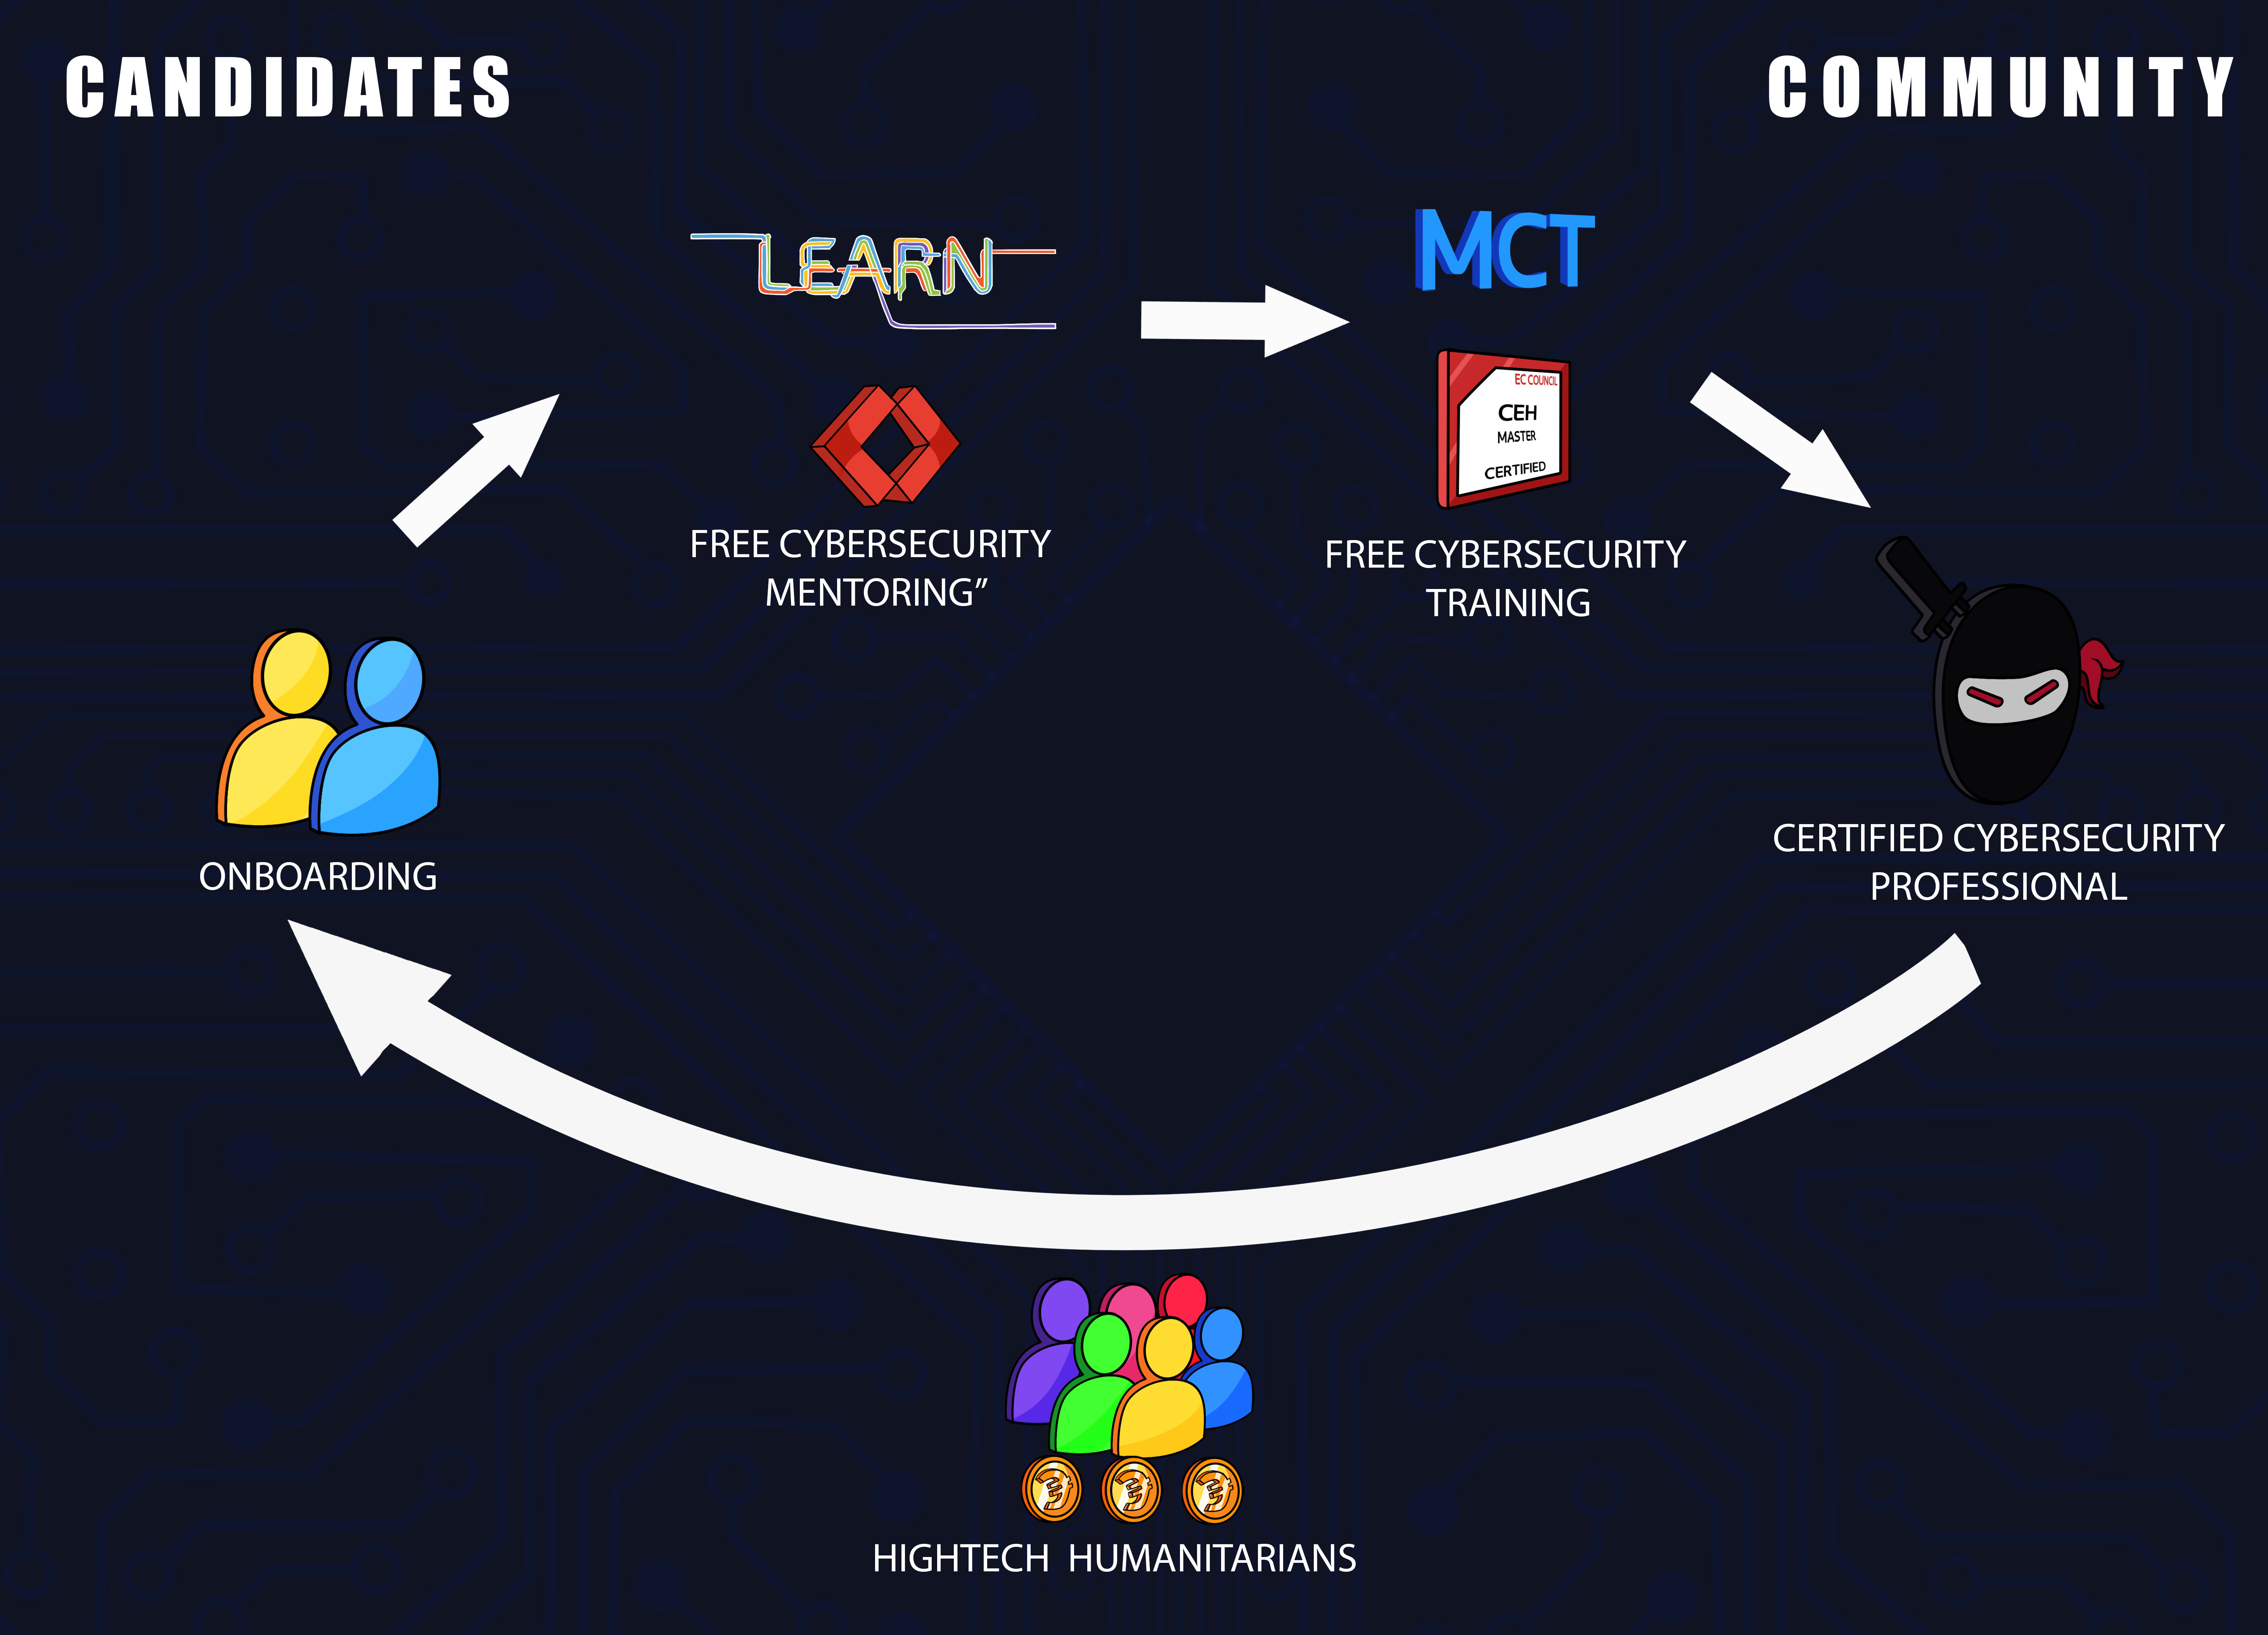 CANDIDATES
COMMUNITY
LEARN
MCT
EC COUNCIL
CEH
MASTER
CERTIFIED
FREE CYBERSECURITY
MENTORING”
FREE CYBERSECURITY
TRAINING
ONBOARDING
CERTIFIED CYBERSECURITY
PROFESSIONAL
HIGHTECH HUMANITARIANS